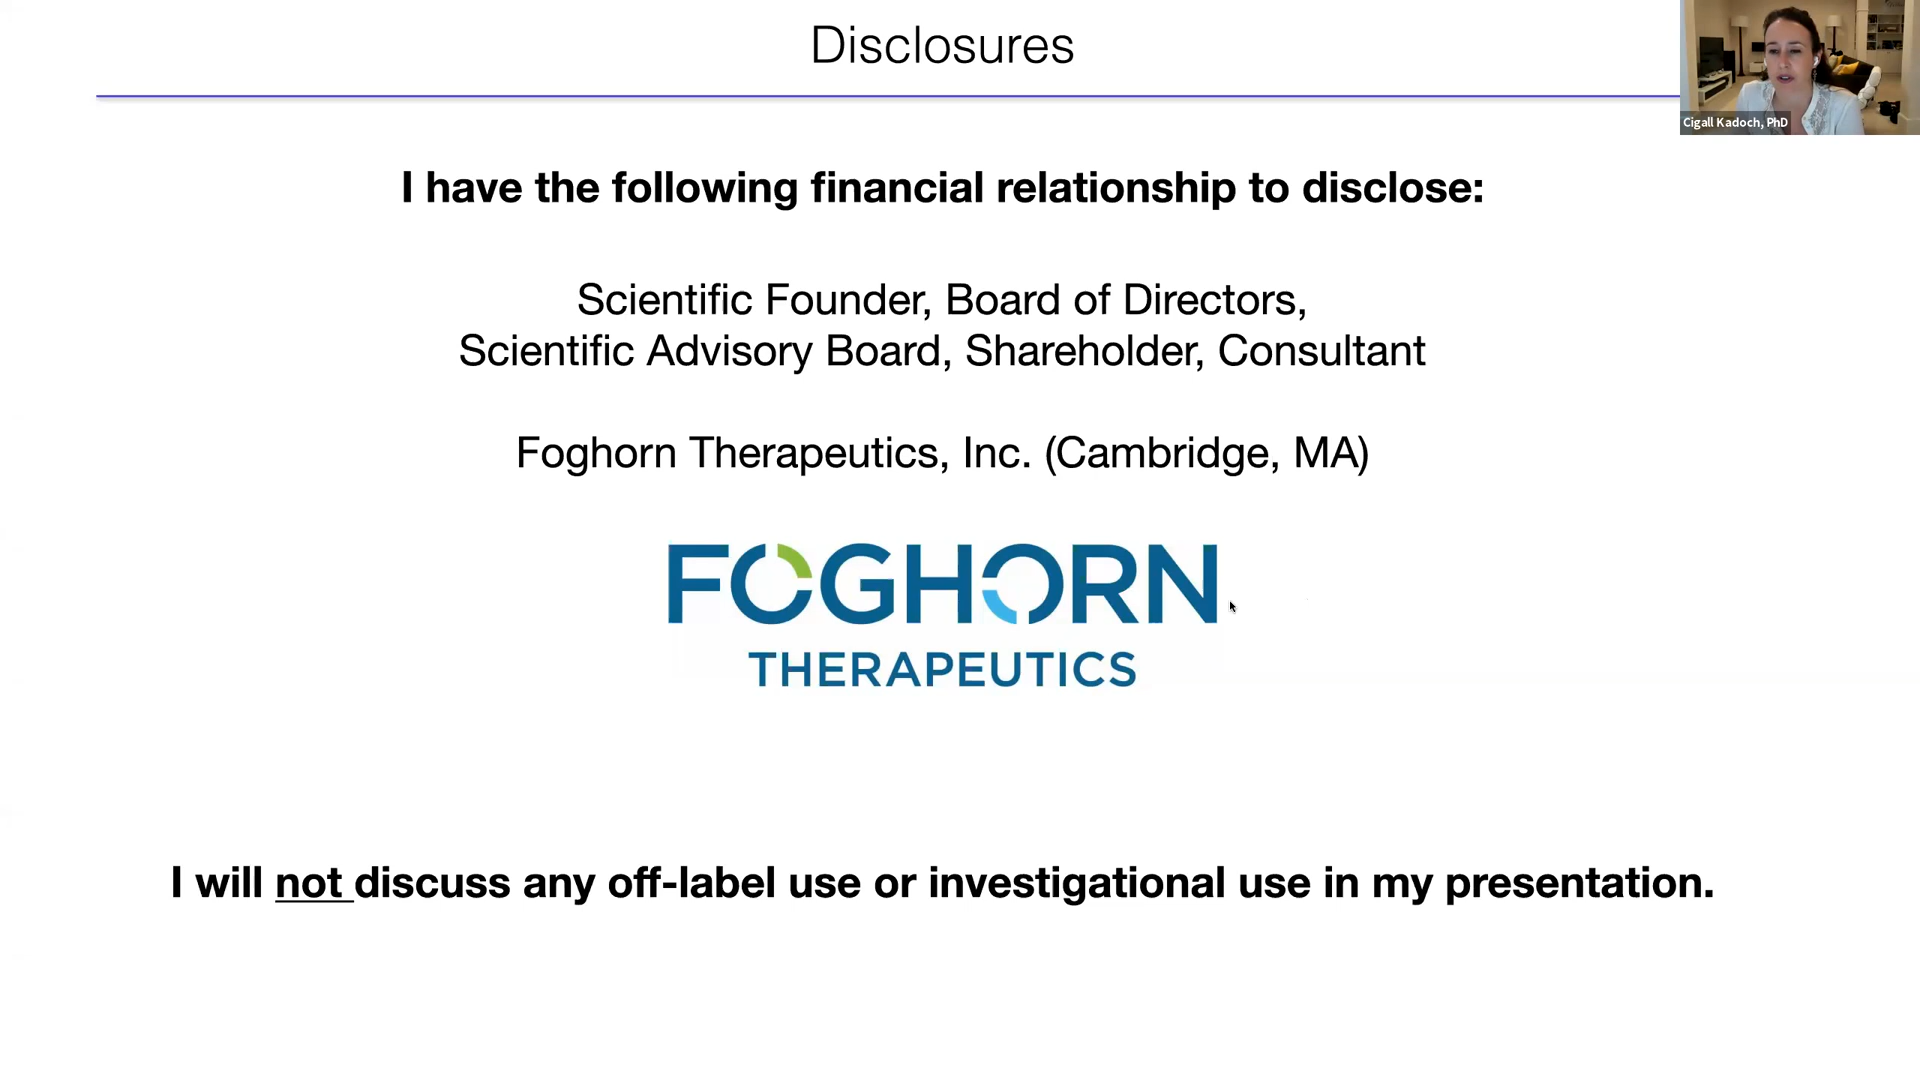 Disclosures
Cigall Kadoch, PhD
I have the following financial relationship to disclose:
Scientific Founder, Board of Directors,
Scientific Advisory Board, Shareholder, Consultant
Foghorn Therapeutics, Inc. (Cambridge, MA)
FOGHORN
THERAPEUTICS
I will not discuss any off-label use or investigational use in my presentation.